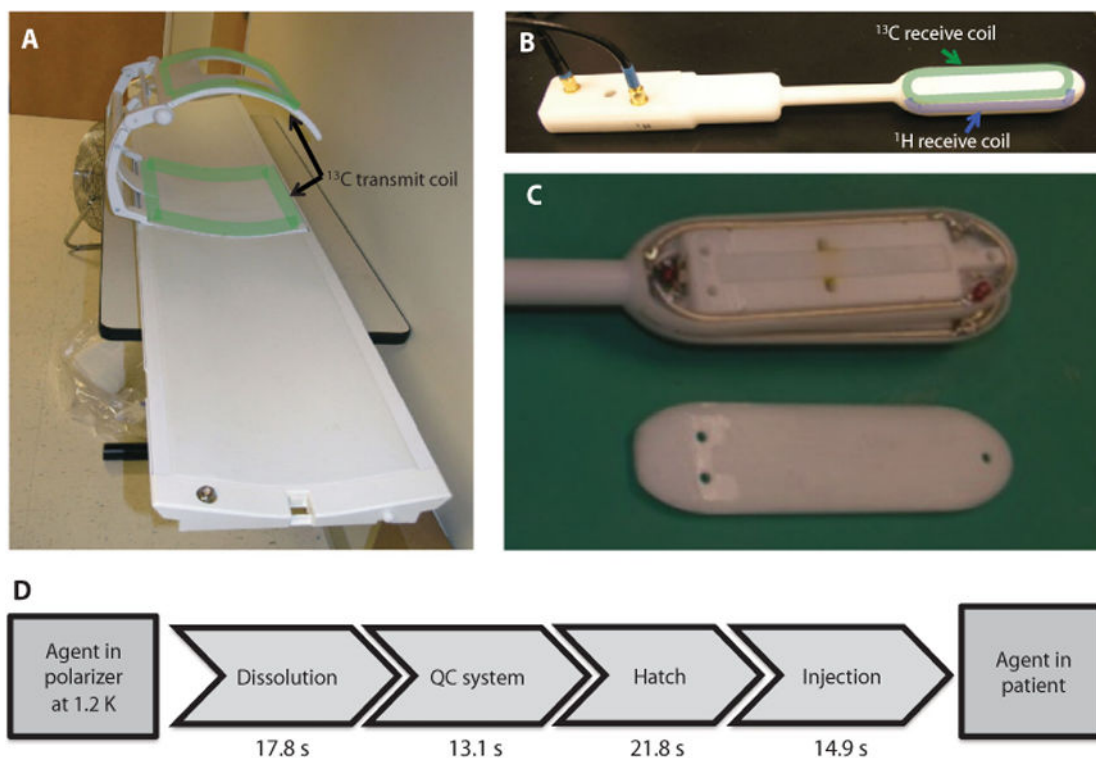 A
¹³C transmit coil
B
¹³C receive coil
¹H receive coil
C
D
Agent in
polarizer
at 1.2 K
Dissolution
QC system
Hatch
Injection
Agent in
patient
17.8 s
13.1 s
21.8 s
14.9 s